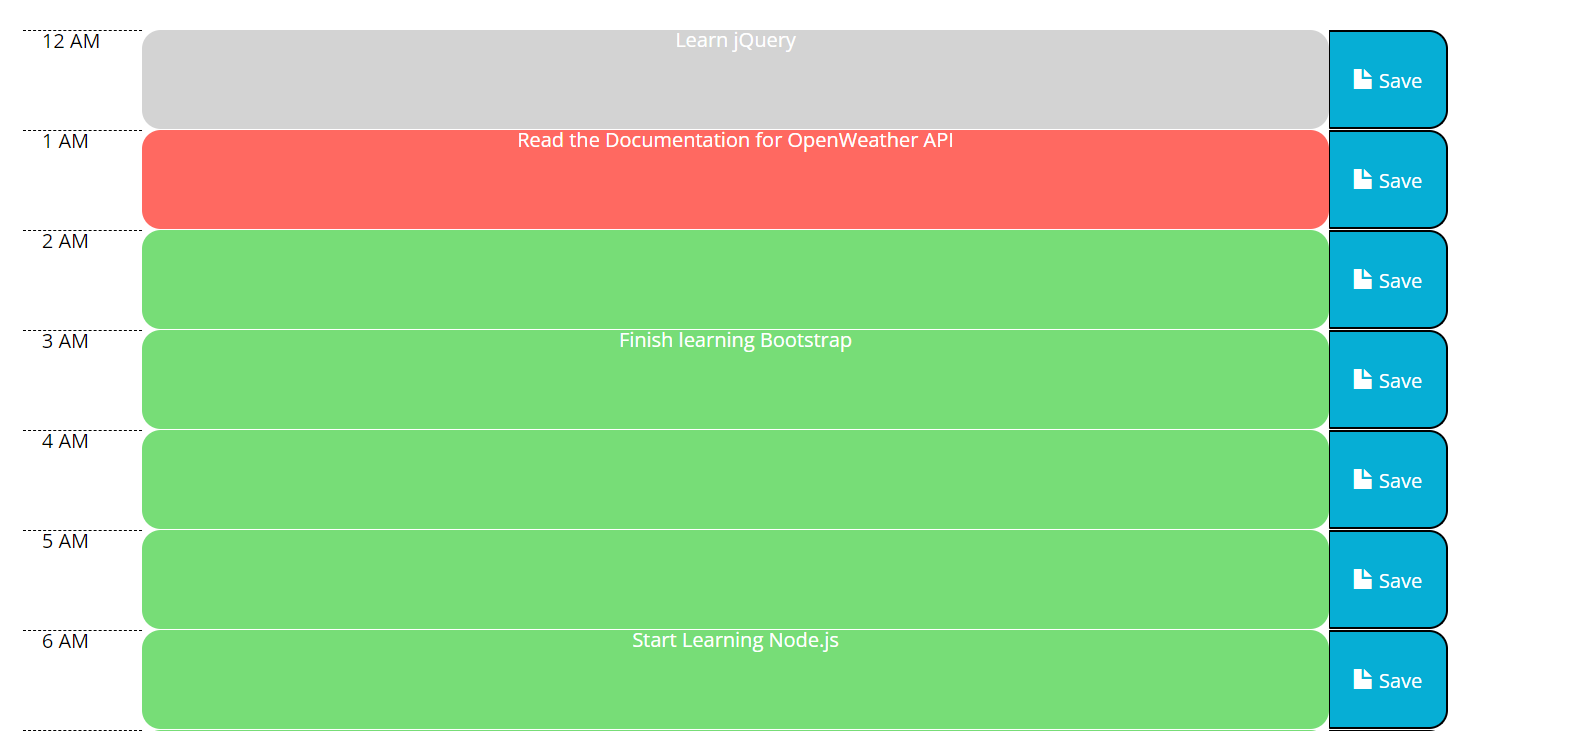 12 AM Learn jQuery Save
1 AM Read the Documentation for OpenWeather API Save
2 AM Save
3 AM Finish learning Bootstrap Save
4 AM Save
5 AM Save
6 AM Start Learning Node.js Save